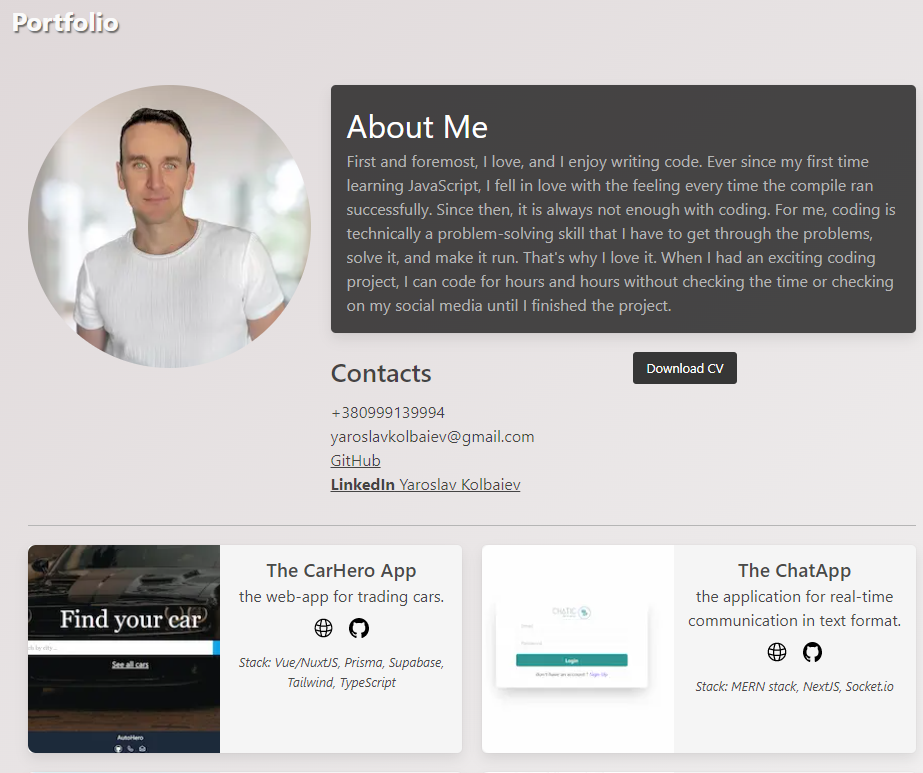 Portfolio
About Me
First and foremost, I love, and I enjoy writing code. Ever since my first time
learning JavaScript, I fell in love with the feeling every time the compile ran
successfully. Since then, it is always not enough with coding. For me, coding is
technically a problem-solving skill that I have to get through the problems,
solve it, and make it run. That's why I love it. When I had an exciting coding
project, I can code for hours and hours without checking the time or checking
on my social media until I finished the project.
Contacts
Download CV
+380999139994
yaroslavkolbaiev@gmail.com
GitHub
LinkedIn Yaroslav Kolbaiev
Find your car
by city...
See all cars
AutoHero
The CarHero App
the web-app for trading cars.
Stack: Vue/NuxtJS, Prisma, Supabase,
Tailwind, TypeScript
CHATIC
Email
Password
Login
don't have an account ? Sign Up
The ChatApp
the application for real-time
communication in text format.
Stack: MERN stack, NextJS, Socket.io